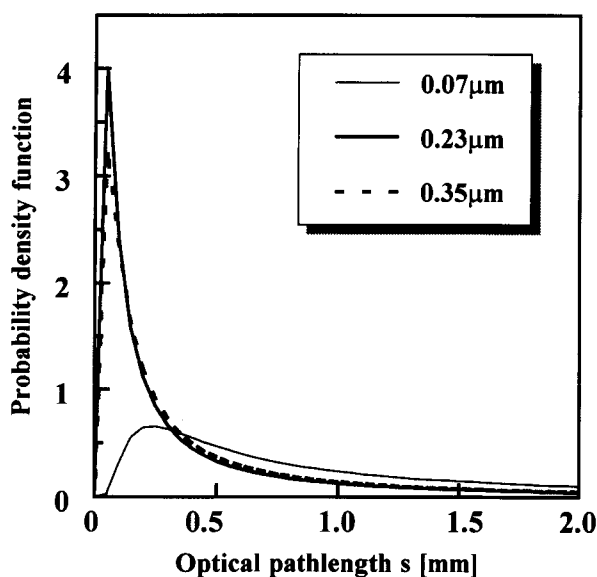 0.07μm
0.23μm
0.35μm
Probability density function
4
3
2
1
0
0 0.5 1.0 1.5 2.0
Optical pathlength s [mm]